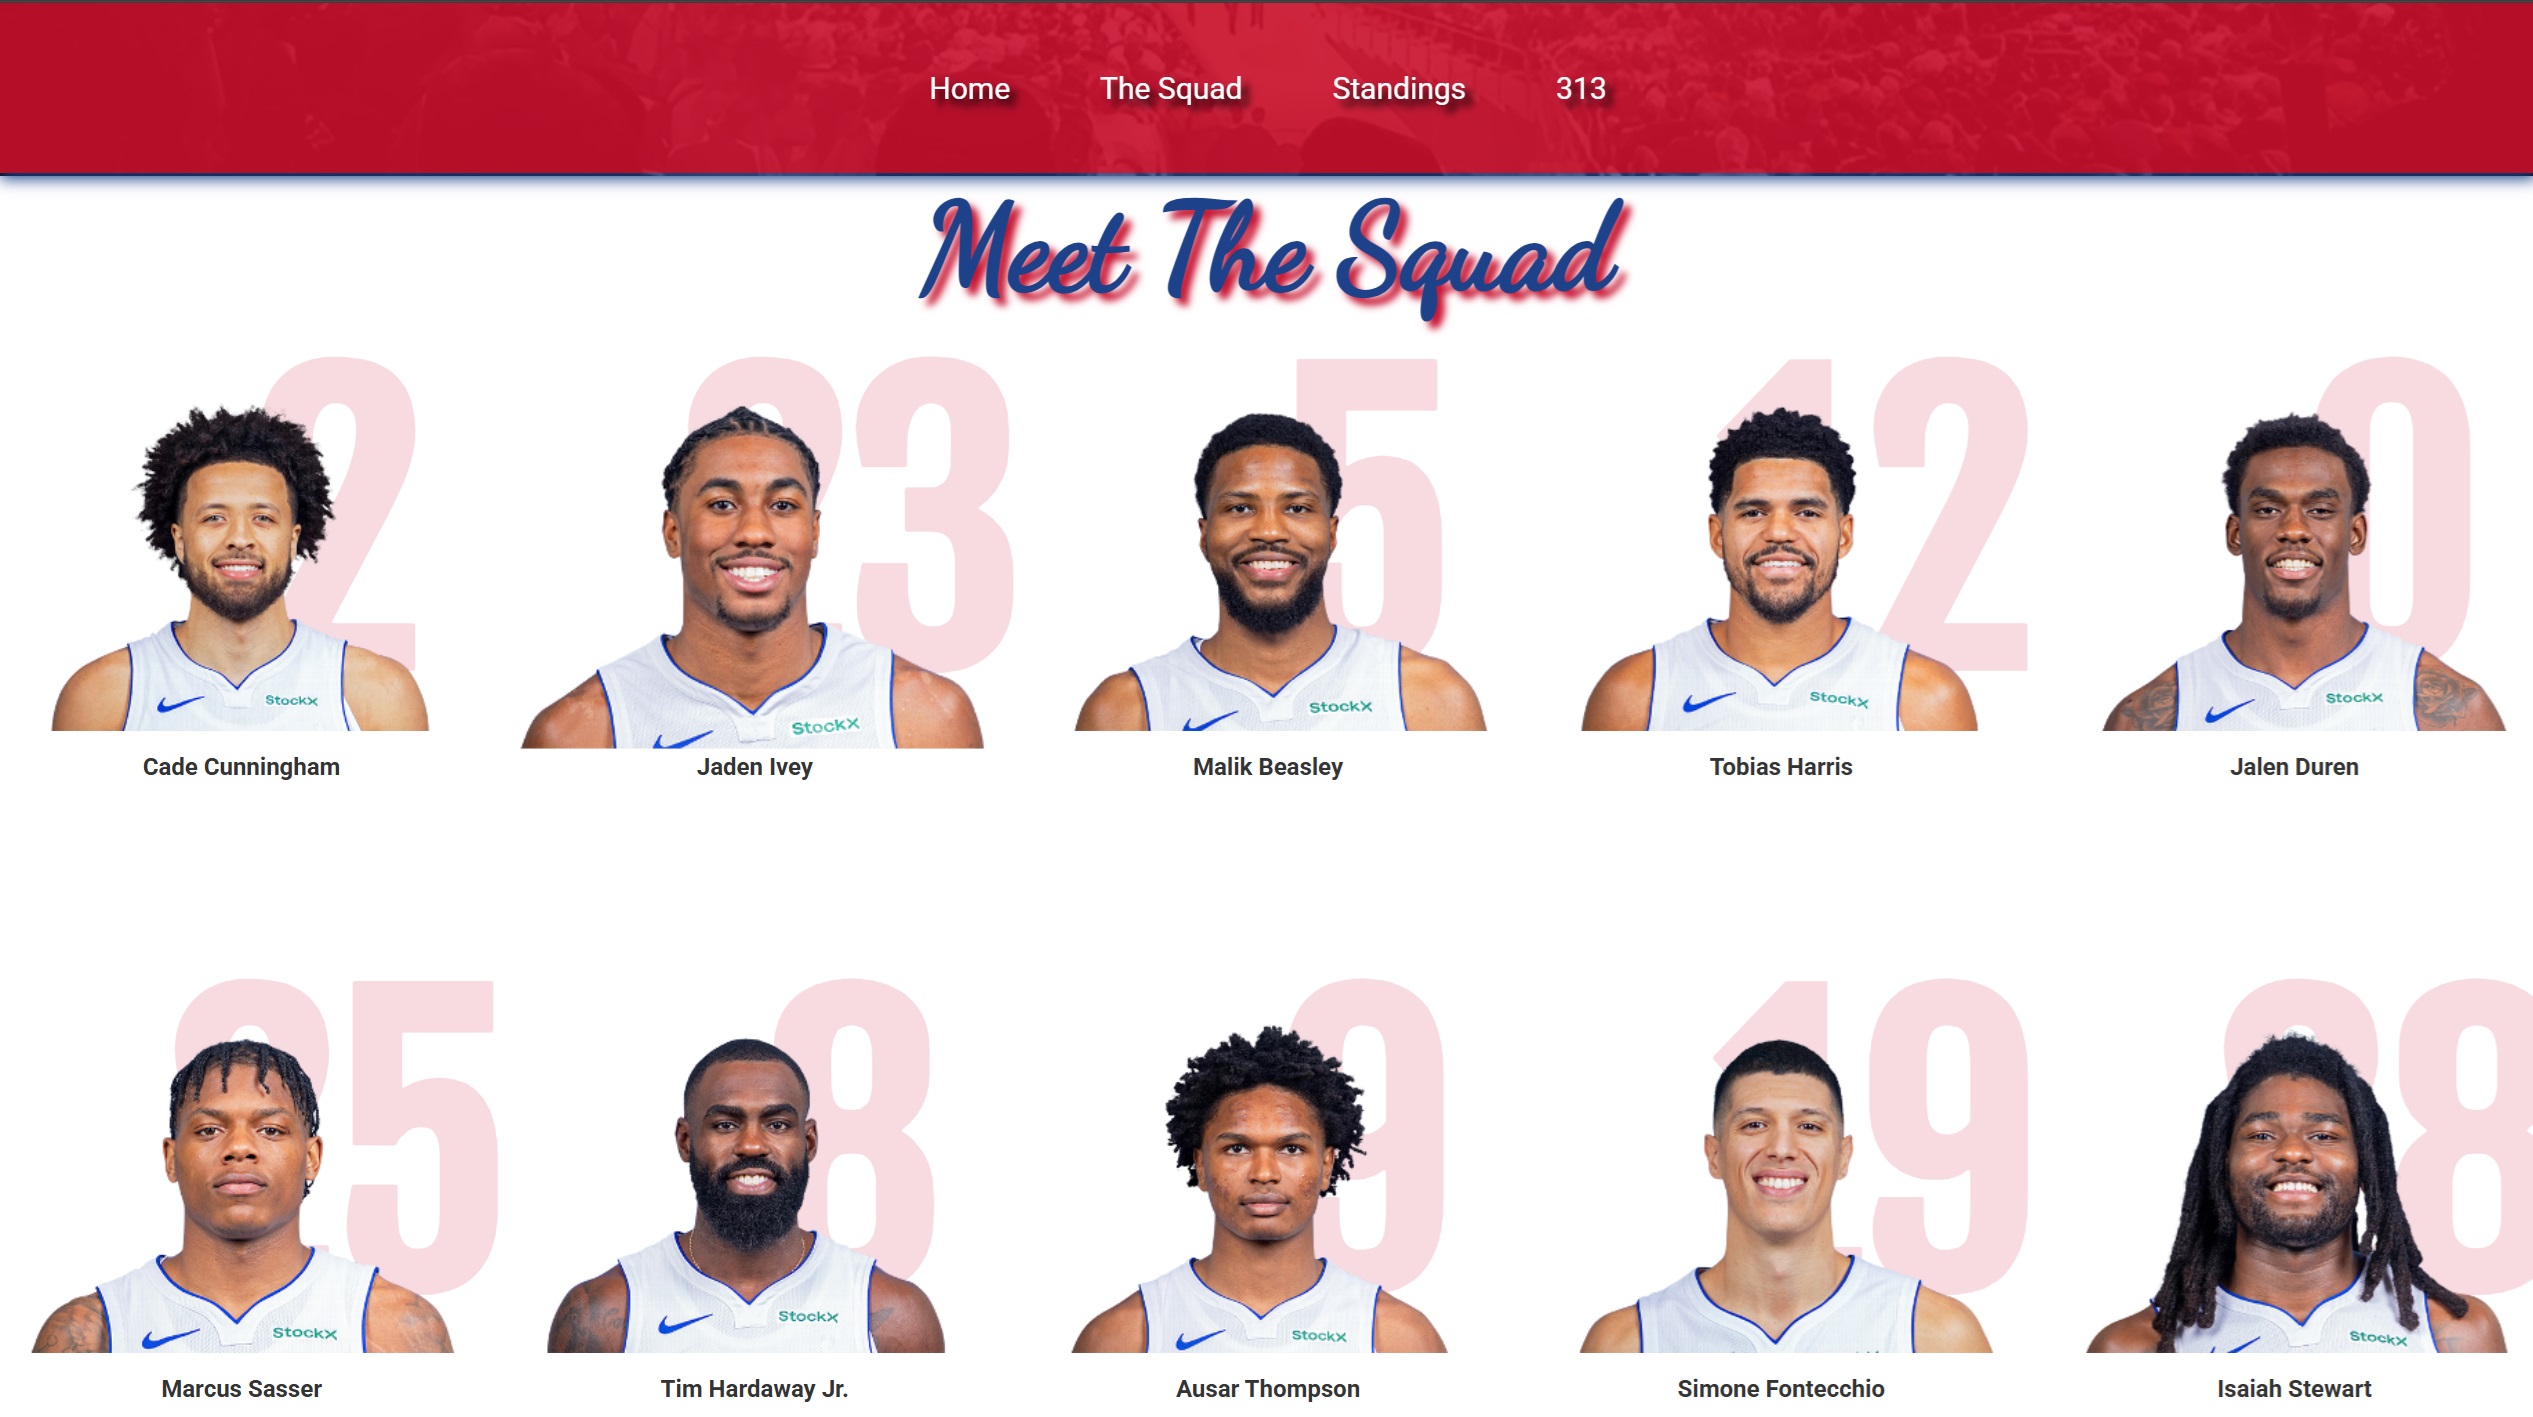 Home The Squad Standings 313
Meet The Squad
2 23 5 12 0
StockX StockX StockX StockX StockX
Cade Cunningham Jaden Ivey Malik Beasley Tobias Harris Jalen Duren
25 8 9 19 28
StockX StockX StockX StockX
Marcus Sasser Tim Hardaway Jr. Ausar Thompson Simone Fontecchio Isaiah Stewart